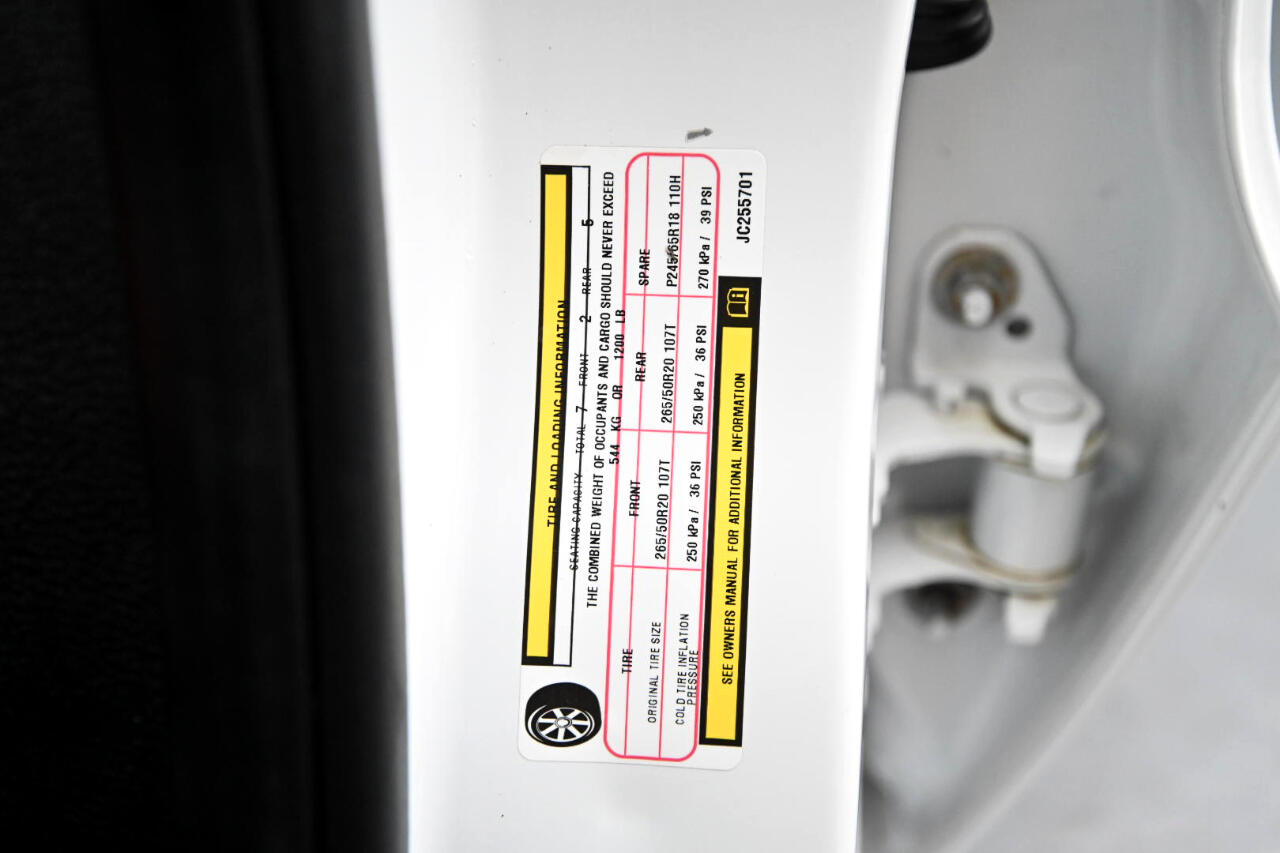 TIRE AND LOADING INFORMATION
SEATING CAPACITY TOTAL 7 FRONT 2 REAR 5
THE COMBINED WEIGHT OF OCCUPANTS AND CARGO SHOULD NEVER EXCEED
544 KG OR 1200 LB
TIRE FRONT REAR SPARE
ORIGINAL TIRE SIZE 265/50R20 107T 265/50R20 107T P245/65R18 110H
COLD TIRE INFLATION PRESSURE 250 kPa / 36 PSI 250 kPa / 36 PSI 270 kPa / 39 PSI
SEE OWNERS MANUAL FOR ADDITIONAL INFORMATION
JC255701